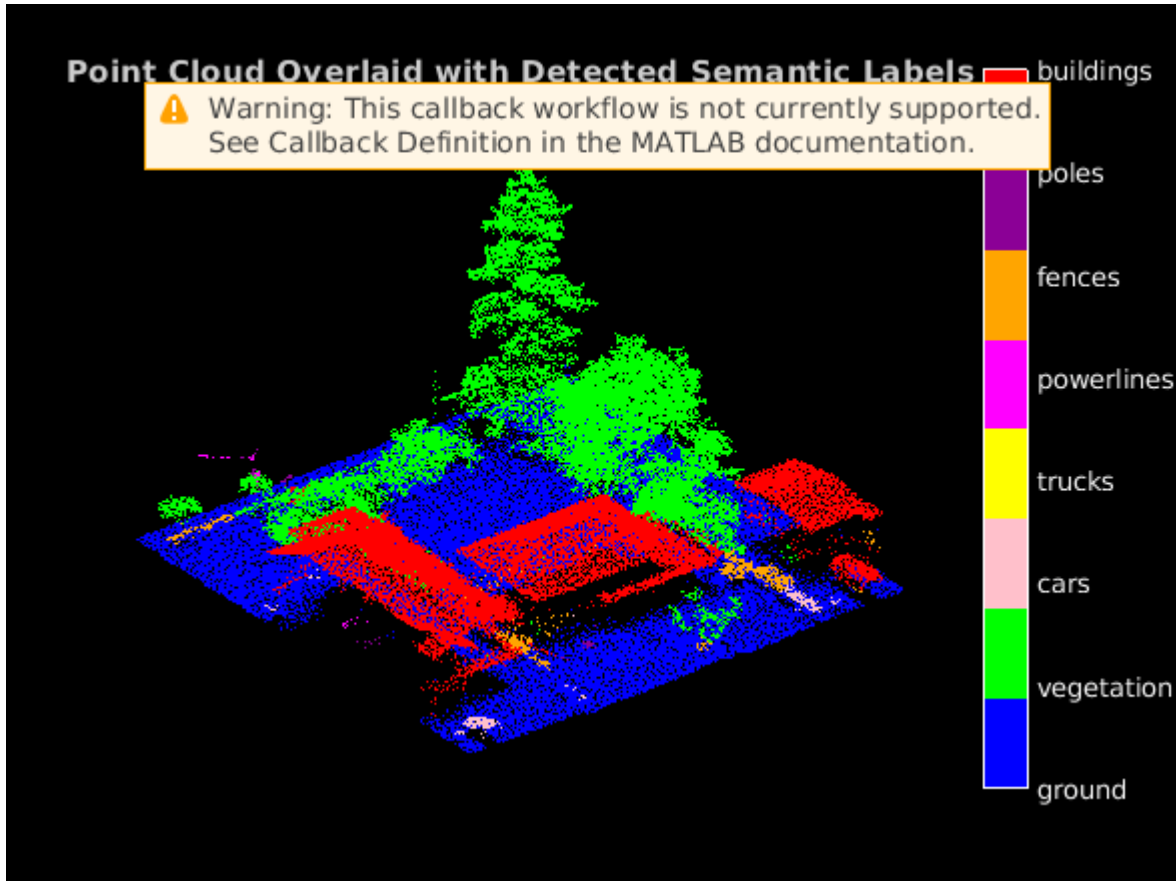 Point Cloud Overlaid with Detected Semantic Labels
Warning: This callback workflow is not currently supported.
See Callback Definition in the MATLAB documentation.
buildings
poles
fences
powerlines
trucks
cars
vegetation
ground